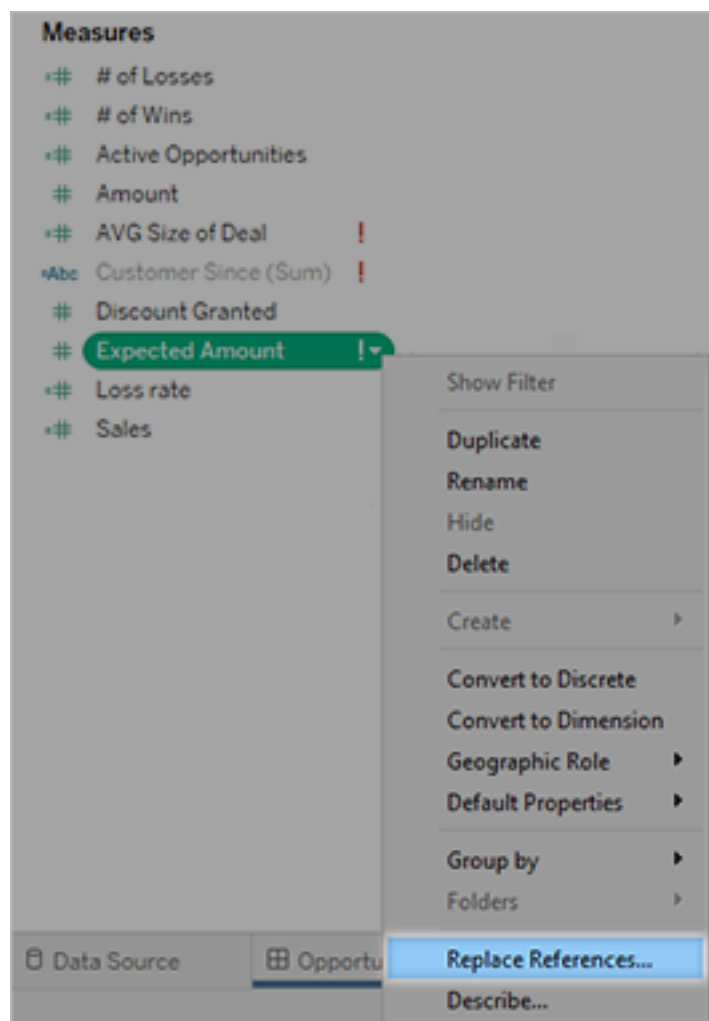 Measures
# of Losses
# of Wins
Active Opportunities
Amount
AVG Size of Deal !
Abc Customer Since (Sum) !
Discount Granted
Expected Amount !
Loss rate
Sales
Show Filter
Duplicate
Rename
Hide
Delete
Create
Convert to Discrete
Convert to Dimension
Geographic Role
Default Properties
Group by
Folders
Replace References...
Describe...
Data Source
Opportu